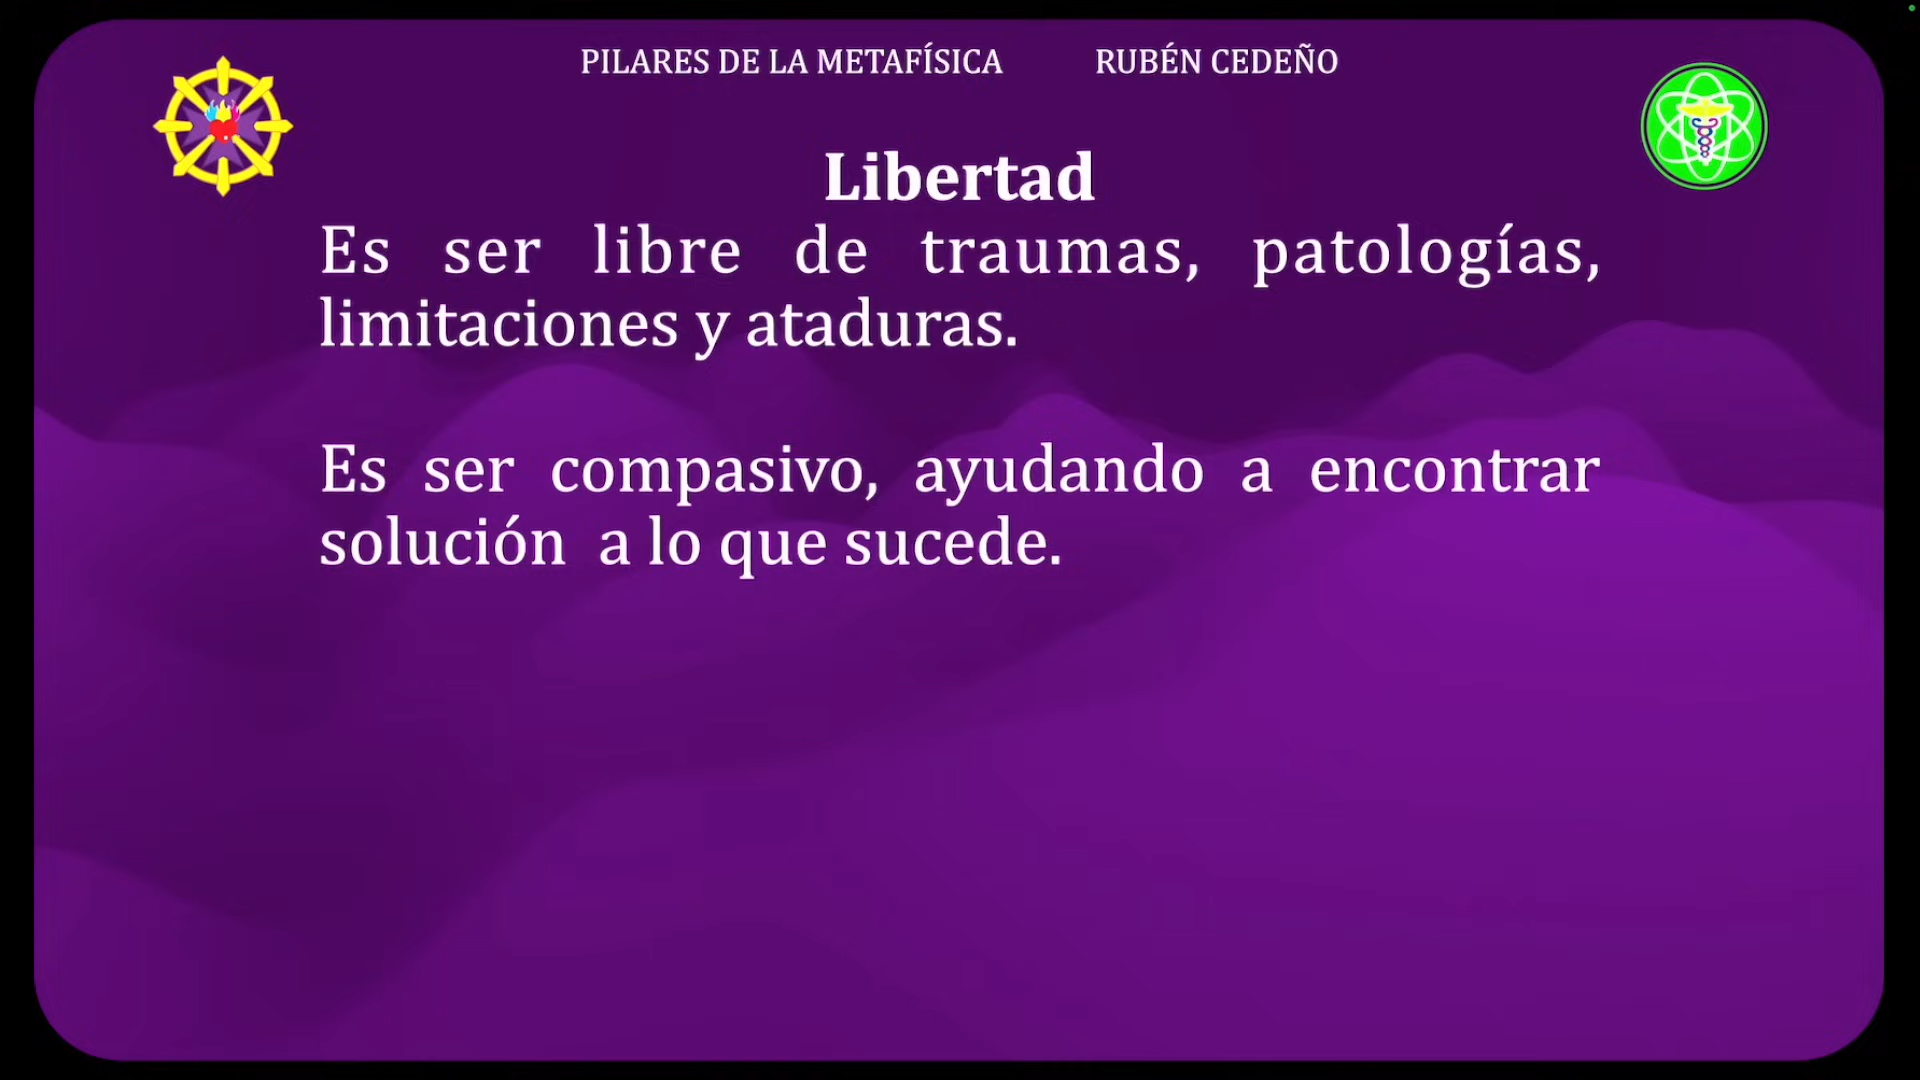 PILARES DE LA METAFÍSICA RUBÉN CEDEÑO
Libertad
Es ser libre de traumas, patologías,
limitaciones y ataduras.
Es ser compasivo, ayudando a encontrar
solución a lo que sucede.